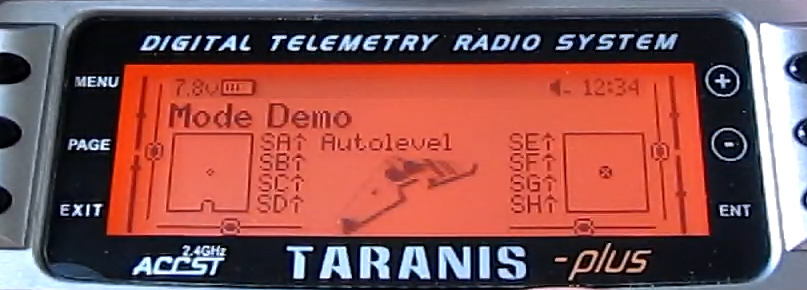 DIGITAL TELEMETRY RADIO SYSTEM
MENU
7.8v
12:34
Mode Demo
PAGE
SA↑ Autolevel SE↑
SB↑ SF↑
SC↑ SG↑
SD↑ SH↑
EXIT
ENT
2.4GHz
ACCST
TARANIS -plus